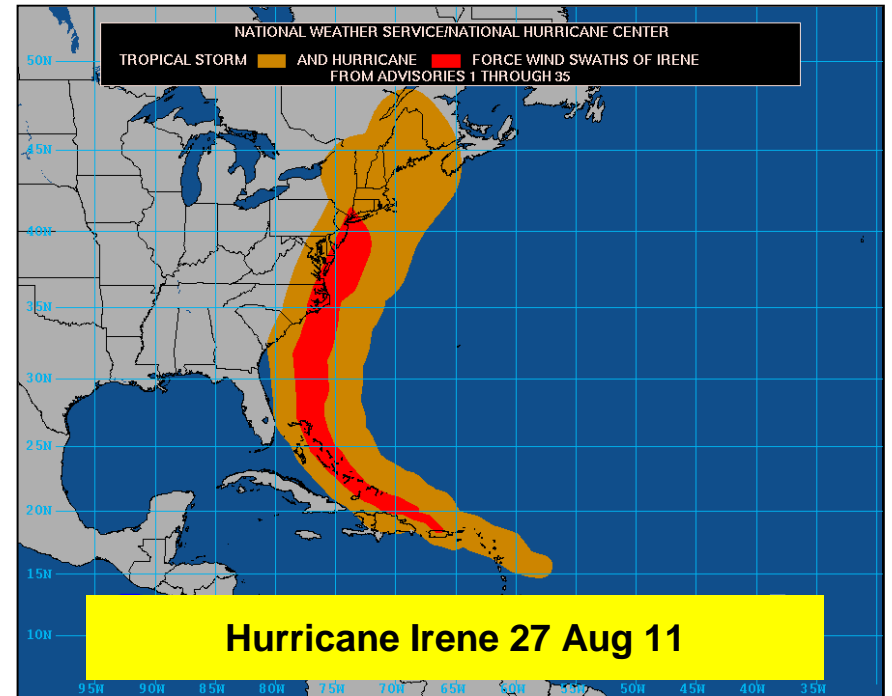 NATIONAL WEATHER SERVICE/NATIONAL HURRICANE CENTER
TROPICAL STORM AND HURRICANE FORCE WIND SWATHS OF IRENE
FROM ADVISORIES 1 THROUGH 35
50N
45N
40N
35N
30N
25N
20N
15N
10N
Hurricane Irene 27 Aug 11
95W 90W 85W 80W 75W 70W 65W 60W 55W 50W 45W 40W 35W